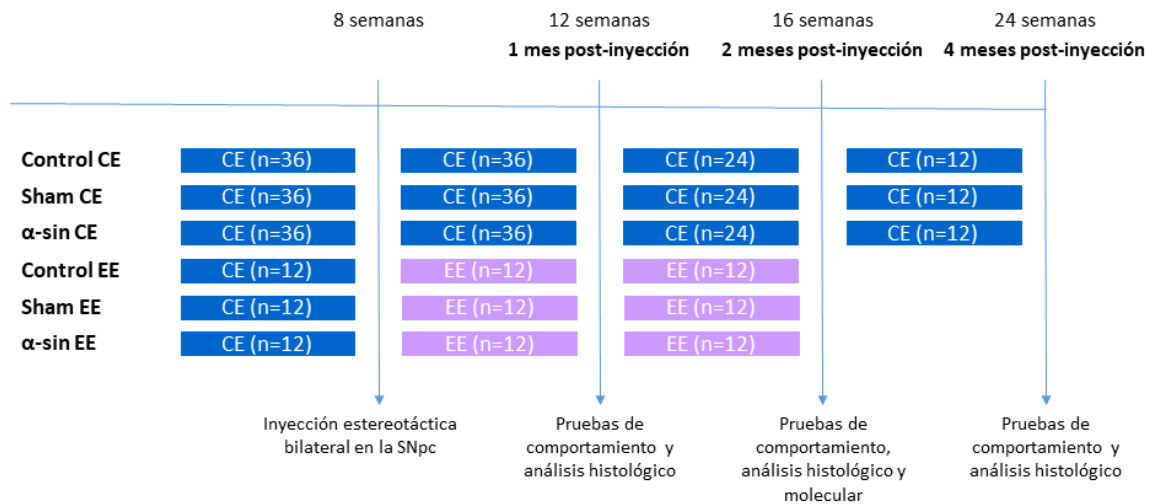 8 semanas
12 semanas
16 semanas
24 semanas
1 mes post-inyección
2 meses post-inyección
4 meses post-inyección
Control CE
CE (n=36)
CE (n=36)
CE (n=24)
CE (n=12)
Sham CE
CE (n=36)
CE (n=36)
CE (n=24)
CE (n=12)
α-sin CE
CE (n=36)
CE (n=36)
CE (n=24)
CE (n=12)
Control EE
CE (n=12)
EE (n=12)
EE (n=12)
Sham EE
CE (n=12)
EE (n=12)
EE (n=12)
α-sin EE
CE (n=12)
EE (n=12)
EE (n=12)
Inyección estereotáctica
bilateral en la SNpc
Pruebas de
comportamiento y
análisis histológico
Pruebas de
comportamiento,
análisis histológico y
molecular
Pruebas de
comportamiento y
análisis histológico